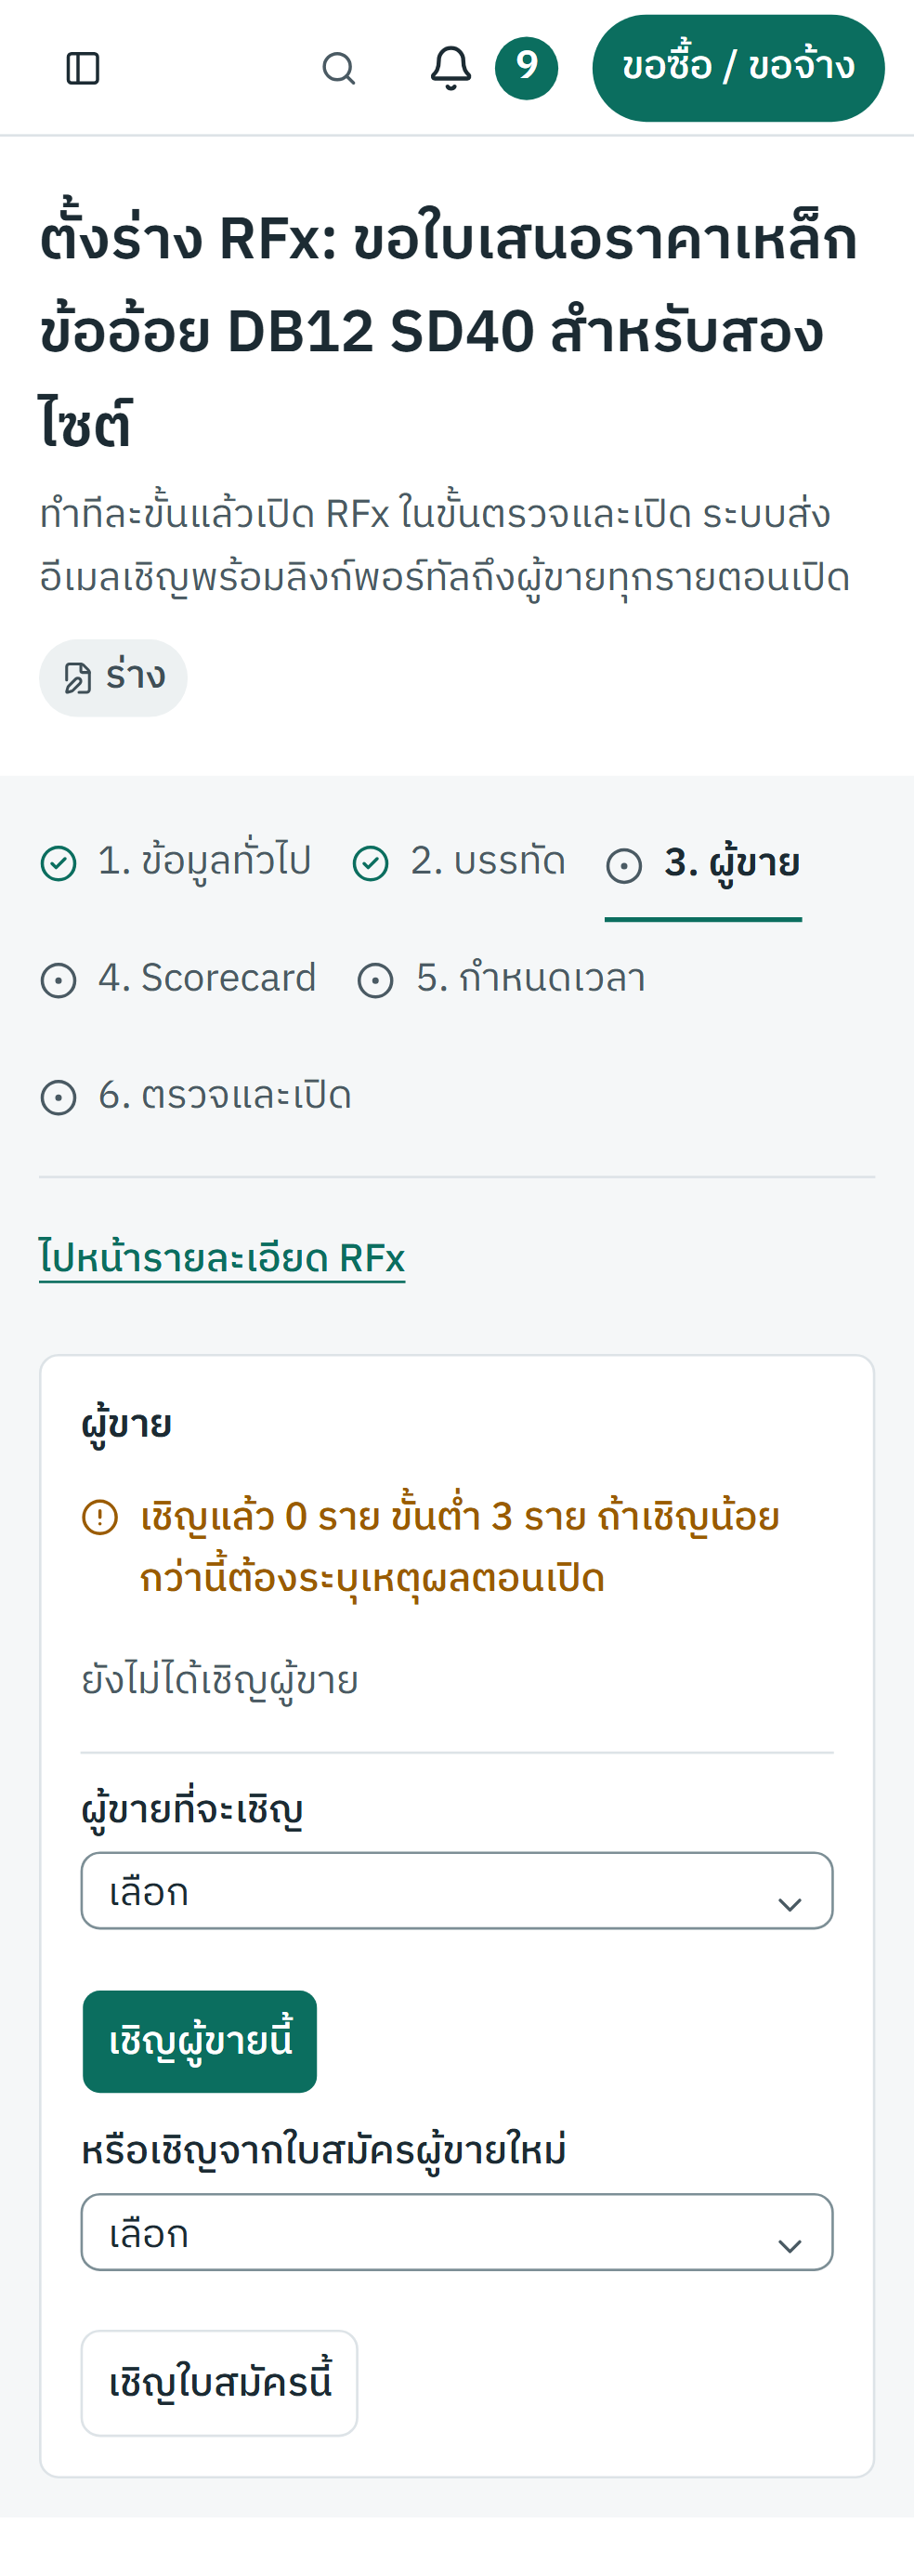 9
ขอซื้อ / ขอจ้าง
ตั้งร่าง RFx: ขอใบเสนอราคาเหล็ก
ข้ออ้อย DB12 SD40 สำหรับสอง
ไซต์
ทำทีละขั้นแล้วเปิด RFx ในขั้นตรวจและเปิด ระบบส่ง
อีเมลเชิญพร้อมลิงก์พอร์ทัลถึงผู้ขายทุกรายตอนเปิด
ร่าง
1. ข้อมูลทั่วไป 2. บรรทัด 3. ผู้ขาย
4. Scorecard 5. กำหนดเวลา
6. ตรวจและเปิด
ไปหน้ารายละเอียด RFx
ผู้ขาย
เชิญแล้ว 0 ราย ขั้นต่ำ 3 ราย ถ้าเชิญน้อย
กว่านี้ต้องระบุเหตุผลตอนเปิด
ยังไม่ได้เชิญผู้ขาย
ผู้ขายที่จะเชิญ
เลือก
เชิญผู้ขายนี้
หรือเชิญจากใบสมัครผู้ขายใหม่
เลือก
เชิญใบสมัครนี้